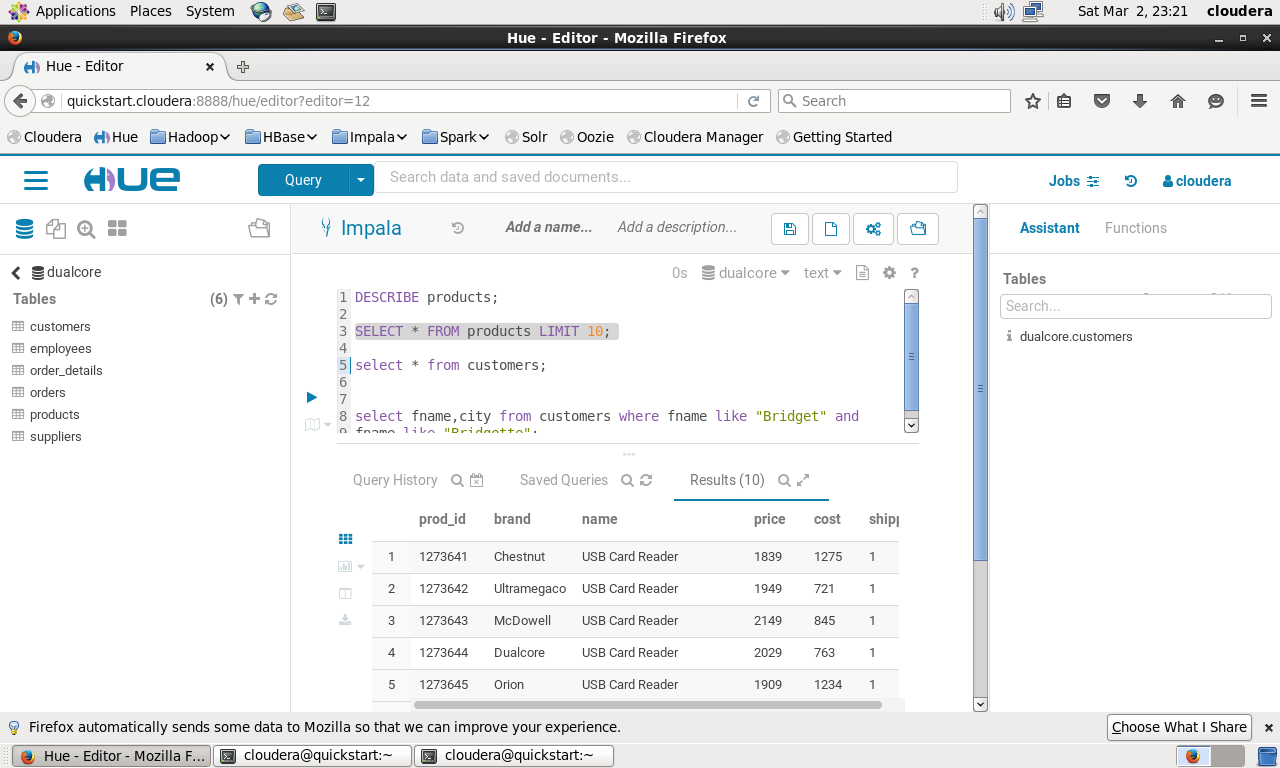 Applications Places System Sat Mar 2, 23:21 cloudera
Hue - Editor - Mozilla Firefox
Hue - Editor
quickstart.cloudera:8888/hue/editor?editor=12 Search
Cloudera Hue Hadoop HBase Impala Spark Solr Oozie Cloudera Manager Getting Started
HUE Query Search data and saved documents... Jobs cloudera
Impala Add a name... Add a description... Assistant Functions
dualcore 0s dualcore text ?
Tables (6) Tables
1 DESCRIBE products;
2
3 SELECT * FROM products LIMIT 10;
4
5 select * from customers;
6
7
8 select fname,city from customers where fname like "Bridget" and
9 fname like "Bridgette";
customers
employees
order_details
orders
products
suppliers
Search...
dualcore.customers
Query History Saved Queries Results (10)
prod_id brand name price cost shipp
1 1273641 Chestnut USB Card Reader 1839 1275 1
2 1273642 Ultramegaco USB Card Reader 1949 721 1
3 1273643 McDowell USB Card Reader 2149 845 1
4 1273644 Dualcore USB Card Reader 2029 763 1
5 1273645 Orion USB Card Reader 1909 1234 1
Firefox automatically sends some data to Mozilla so that we can improve your experience. Choose What I Share
Hue - Editor - Mozilla F... cloudera@quickstart:~ cloudera@quickstart:~